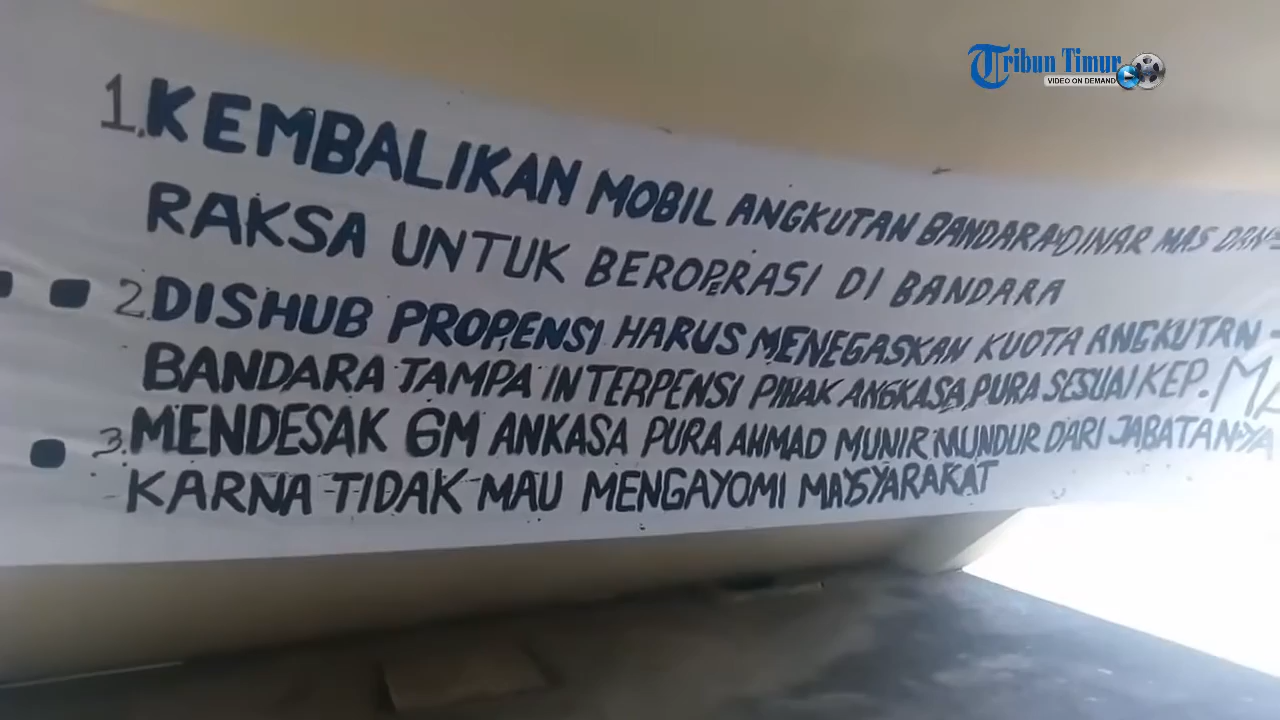 Tribun Timur
VIDEO ON DEMAND
1. KEMBALIKAN MOBIL ANGKUTAN BANDARA DINAR MAS DAN
RAKSA UNTUK BEROPRASI DI BANDARA
2. DISHUB PROPENSI HARUS MENEGASKAN KUOTA ANGKUTAN
BANDARA TAMPA INTERPENSI PIHAK ANGKASA PURA SESUAI KEP.
3. MENDESAK GM ANKASA PURA AHMAD MUNIR MUNDUR DARI JABATANYA
KARNA TIDAK MAU MENGAYOMI MASYARAKAT